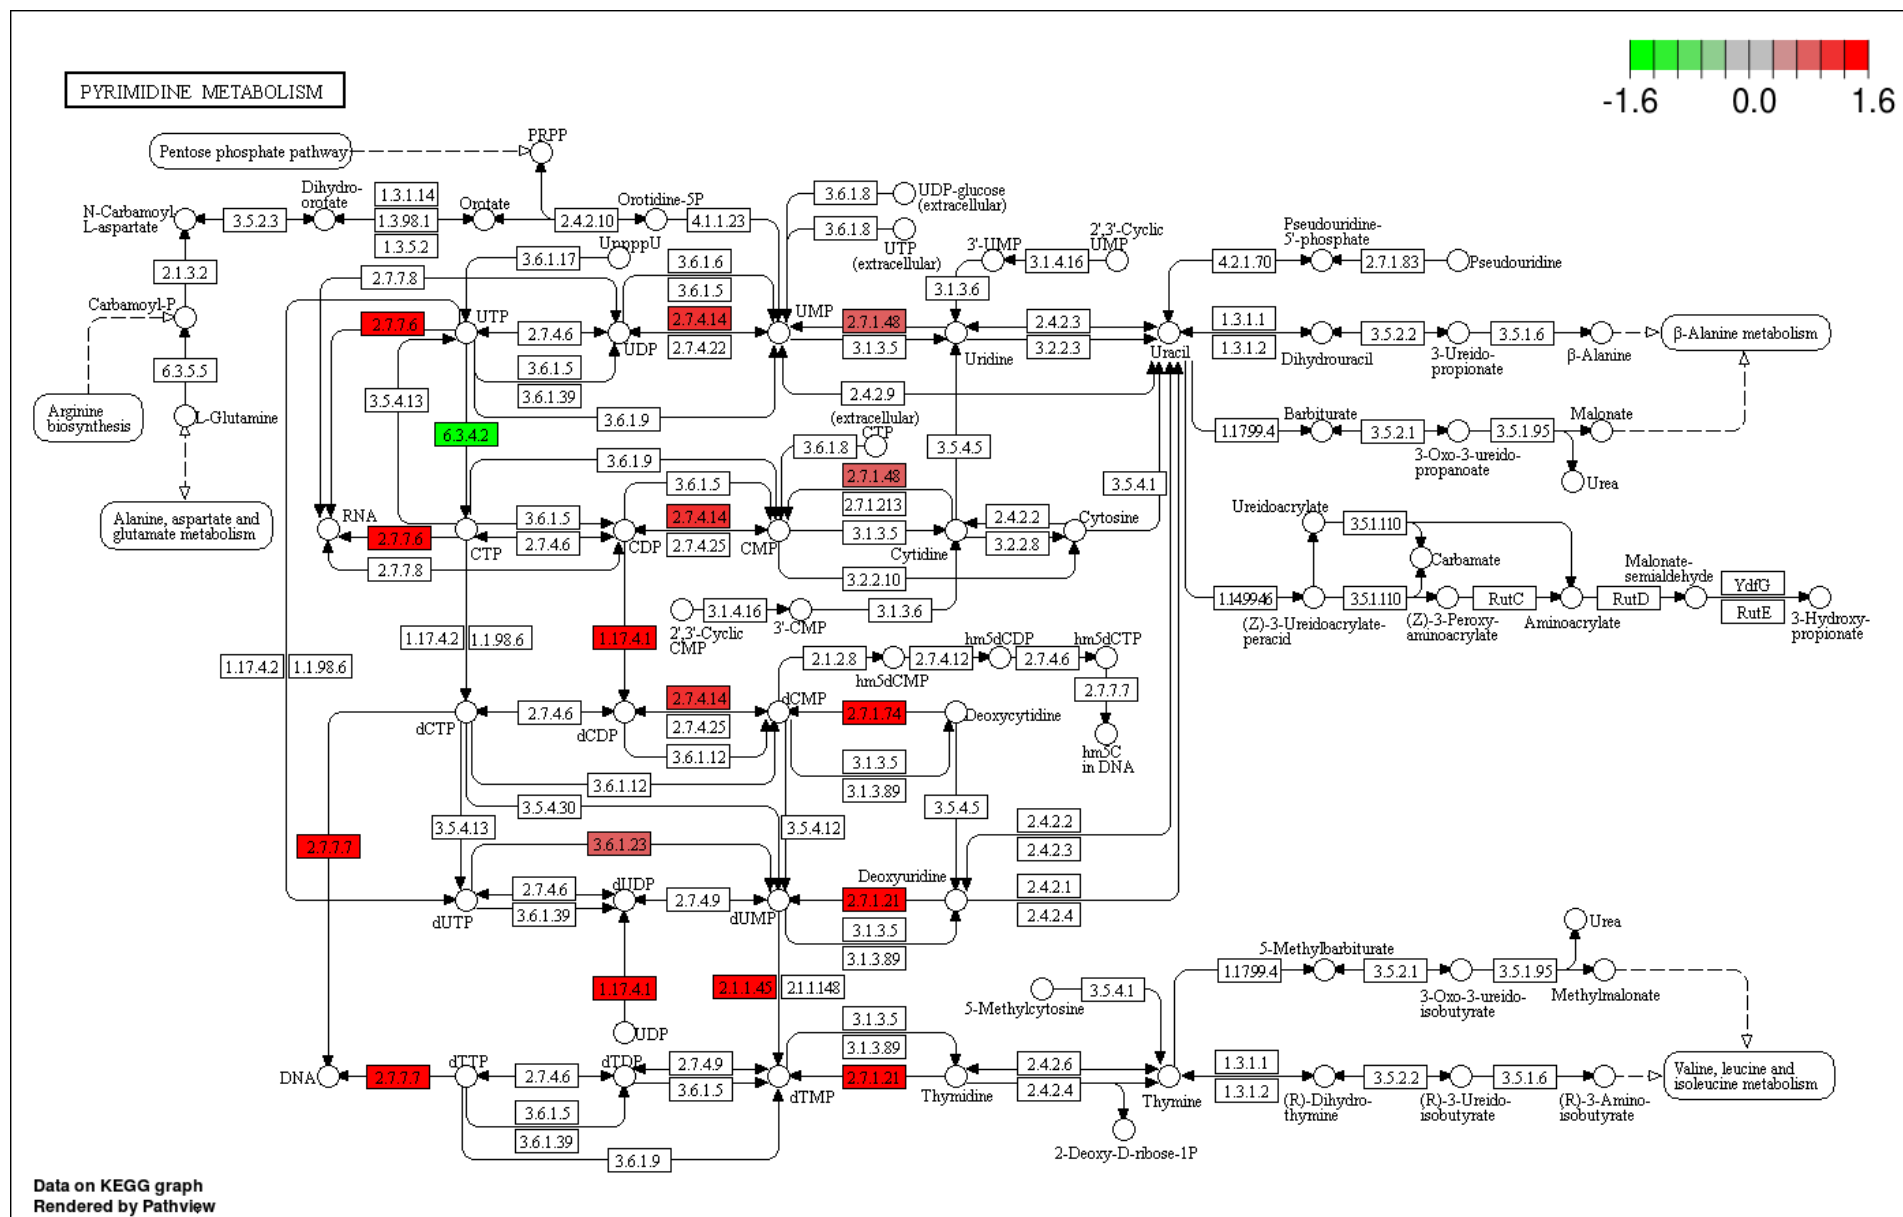 -1.6 0.0 1.6
PYRIMIDINE METABOLISM
Pentose phosphate pathway
PRPP
N-Carbamoyl-
L-aspartate
3.5.2.3
Dihydro-
orotate
1.3.1.14
1.3.98.1
1.3.5.2
Orotate
2.4.2.10
Orotidine-5P
4.1.1.23
3.6.1.8
UDP-glucose
(extracellular)
3.6.1.8
UTP
(extracellular)
2.1.3.2
Carbamoyl-P
6.3.5.5
L-Glutamine
Arginine
biosynthesis
Alanine, aspartate and
glutamate metabolism
3.6.1.17
UppppU
2.7.7.8
3.6.1.6
3.6.1.5
2.7.7.6
UTP
2.7.4.6
UDP
2.7.4.14
2.7.4.22
UMP
2.7.1.48
3.1.3.5
Uridine
3'-UMP
3.1.4.16
2',3'-Cyclic
UMP
3.1.3.6
2.4.2.3
3.2.2.3
Uracil
Pseudouridine-
5'-phosphate
4.2.1.70
2.7.1.83
Pseudouridine
1.3.1.1
1.3.1.2
Dihydrouracil
3.5.2.2
3-Ureido-
propionate
3.5.1.6
β-Alanine
β-Alanine metabolism
3.6.1.5
3.6.1.39
3.5.4.13
3.6.1.9
2.4.2.9
6.3.4.2
(extracellular)
CTP
3.6.1.8
3.5.4.5
3.5.4.1
1.1799.4
Barbiturate
3.5.2.1
3-Oxo-3-ureido-
propanoate
3.5.1.95
Malonate
Urea
3.6.1.9
3.6.1.5
2.7.1.48
2.7.1.213
3.1.3.5
RNA
2.7.7.6
CTP
3.6.1.5
2.7.4.6
CDP
2.7.4.14
2.7.4.25
CMP
Cytidine
2.4.2.2
3.2.2.8
Cytosine
2.7.7.8
3.2.2.10
Ureidoacrylate
3.5.1.110
Carbamate
1.14.99.46
(Z)-3-Ureidoacrylate-
peracid
3.5.1.110
(Z)-3-Peroxy-
aminoacrylate
RutC
Aminoacrylate
RutD
Malonate-
semialdehyde
YdfG
RutE
3-Hydroxy-
propionate
2',3'-Cyclic
CMP
3.1.4.16
3'-CMP
3.1.3.6
1.17.4.2
1.1.98.6
1.17.4.1
1.17.4.2
1.1.98.6
2.1.2.8
hm5dCMP
2.7.4.12
hm5dCDP
2.7.4.6
hm5dCTP
2.7.7.7
hm5C
in DNA
dCTP
2.7.4.6
dCDP
2.7.4.14
2.7.4.25
3.6.1.12
dCMP
2.7.1.74
Deoxycytidine
3.1.3.5
3.1.3.89
3.6.1.12
3.5.4.30
3.5.4.13
3.5.4.12
3.5.4.5
2.7.7.7
3.6.1.23
2.4.2.2
2.4.2.3
dUTP
2.7.4.6
3.6.1.39
dUDP
2.7.4.9
dUMP
2.7.1.21
Deoxyuridine
3.1.3.5
3.1.3.89
2.4.2.1
2.4.2.4
1.17.4.1
UDP
2.1.1.45
2.1.1.148
5-Methylcytosine
3.5.4.1
1.1799.4
5-Methylbarbiturate
3.5.2.1
3-Oxo-3-ureido-
isobutyrate
3.5.1.95
Urea
Methylmalonate
DNA
2.7.7.7
dTTP
2.7.4.6
dTDP
2.7.4.9
3.6.1.5
dTMP
3.1.3.5
3.1.3.89
2.7.1.21
Thymidine
2.4.2.6
2.4.2.4
Thymine
2-Deoxy-D-ribose-1P
1.3.1.1
1.3.1.2
(R)-Dihydro-
thymine
3.5.2.2
(R)-3-Ureido-
isobutyrate
3.5.1.6
(R)-3-Amino-
isobutyrate
Valine, leucine and
isoleucine metabolism
3.6.1.5
3.6.1.39
3.6.1.9
Data on KEGG graph
Rendered by Pathview